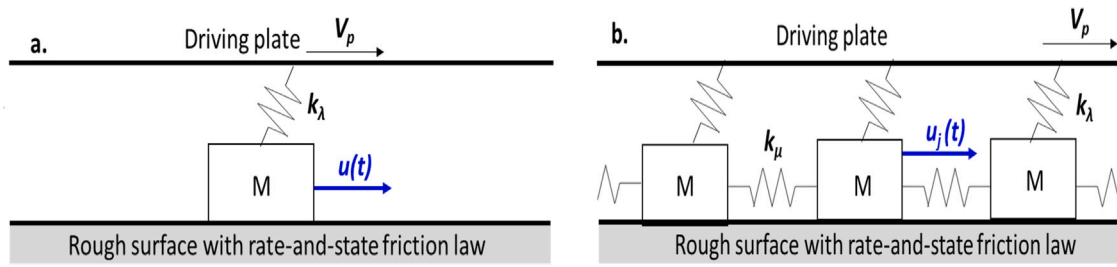 a.
Driving plate
V_p
k_λ
M
u(t)
Rough surface with rate-and-state friction law
b.
Driving plate
V_p
k_λ
k_μ
u_j(t)
M
M
M
Rough surface with rate-and-state friction law